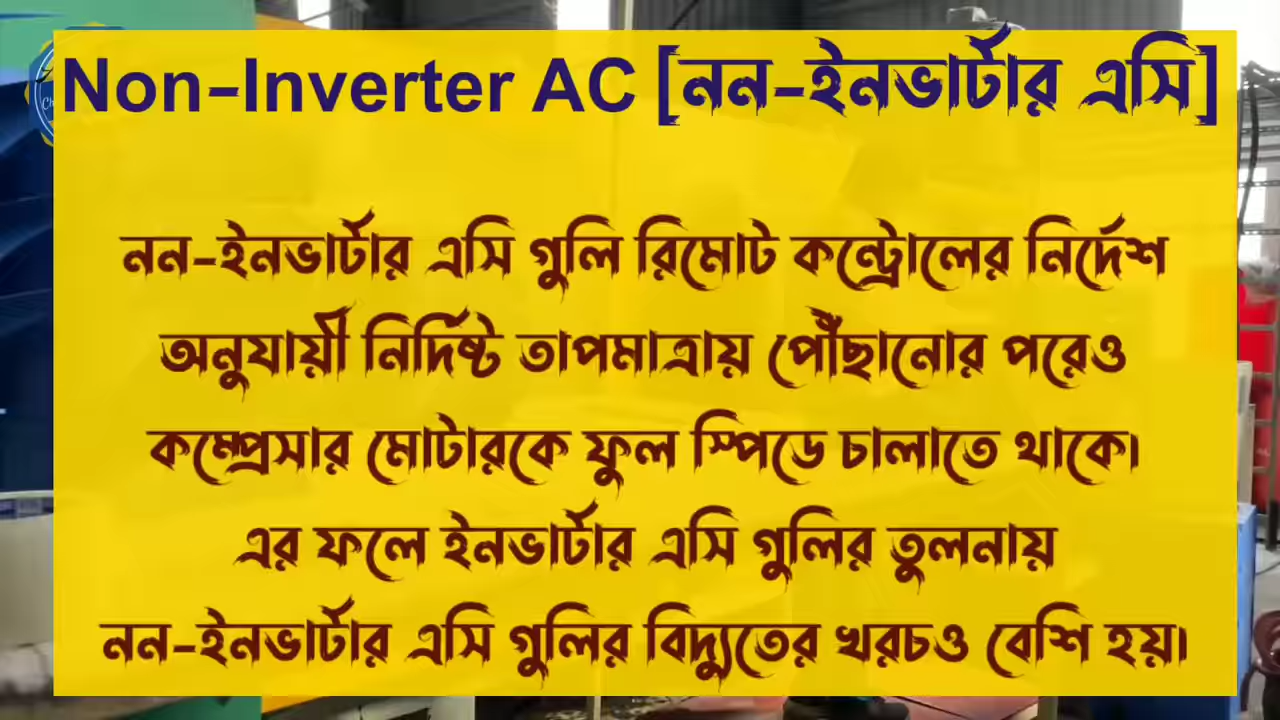 Non-Inverter AC [নন-ইনভার্টার এসি]
নন-ইনভার্টার এসি গুলি রিমোট কন্ট্রোলের নির্দেশ
অনুযায়ী নির্দিষ্ট তাপমাত্রায় পৌঁছানোর পরেও
কম্প্রেসার মোটারকে ফুল স্পিডে চালাতে থাকে।
এর ফলে ইনভার্টার এসি গুলির তুলনায়
নন-ইনভার্টার এসি গুলির বিদ্যুতের খরচও বেশি হয়।